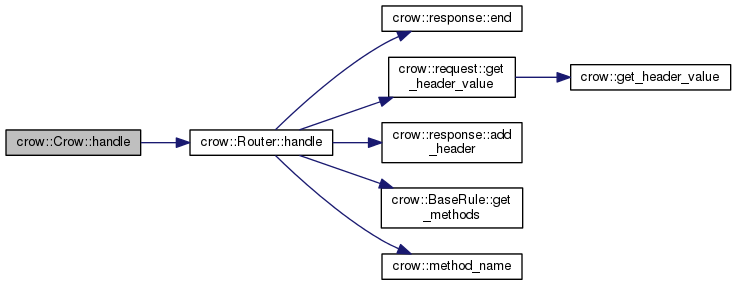 crow::Crow::handle
crow::Router::handle
crow::response::end
crow::request::get
_header_value
crow::get_header_value
crow::response::add
_header
crow::BaseRule::get
_methods
crow::method_name